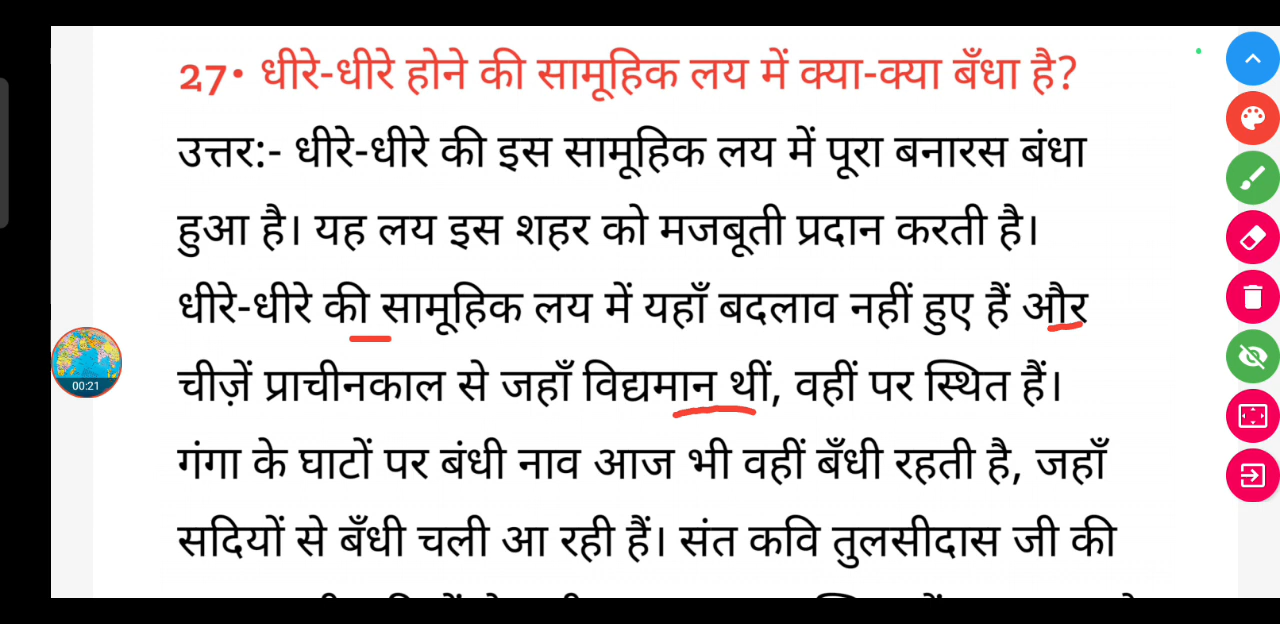 27• धीरे-धीरे होने की सामूहिक लय में क्या-क्या बँधा है?
उत्तर:- धीरे-धीरे की इस सामूहिक लय में पूरा बनारस बंधा
हुआ है। यह लय इस शहर को मजबूती प्रदान करती है।
धीरे-धीरे की सामूहिक लय में यहाँ बदलाव नहीं हुए हैं और
चीज़ें प्राचीनकाल से जहाँ विद्यमान थीं, वहीं पर स्थित हैं।
गंगा के घाटों पर बंधी नाव आज भी वहीं बँधी रहती है, जहाँ
सदियों से बँधी चली आ रही हैं। संत कवि तुलसीदास जी की
00:21